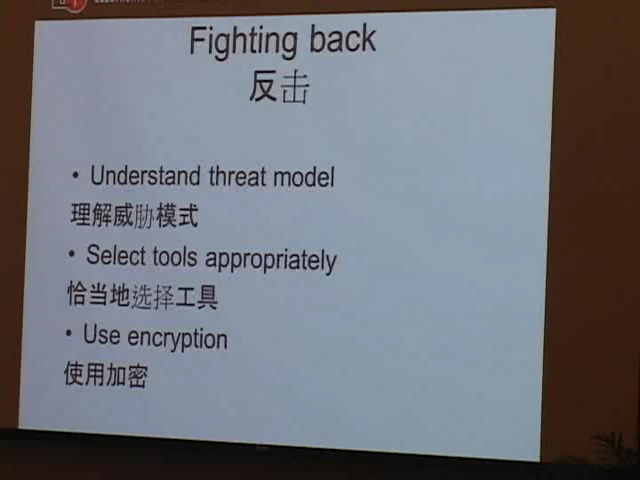 Fighting back
反击
• Understand threat model
理解威胁模式
• Select tools appropriately
恰当地选择工具
• Use encryption
使用加密